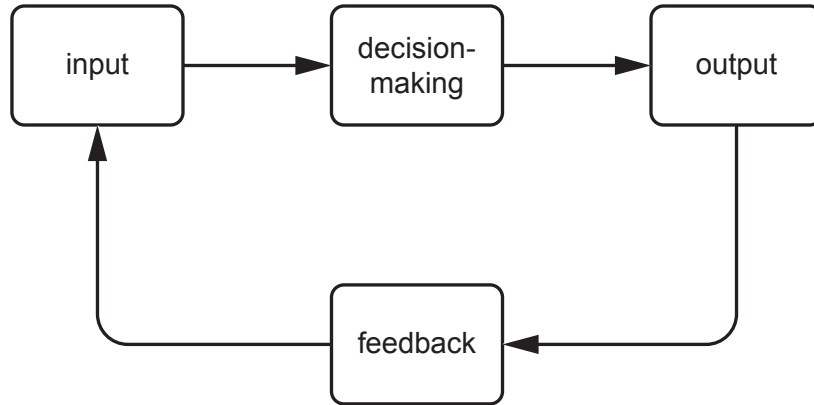 input
decision-
making
output
feedback